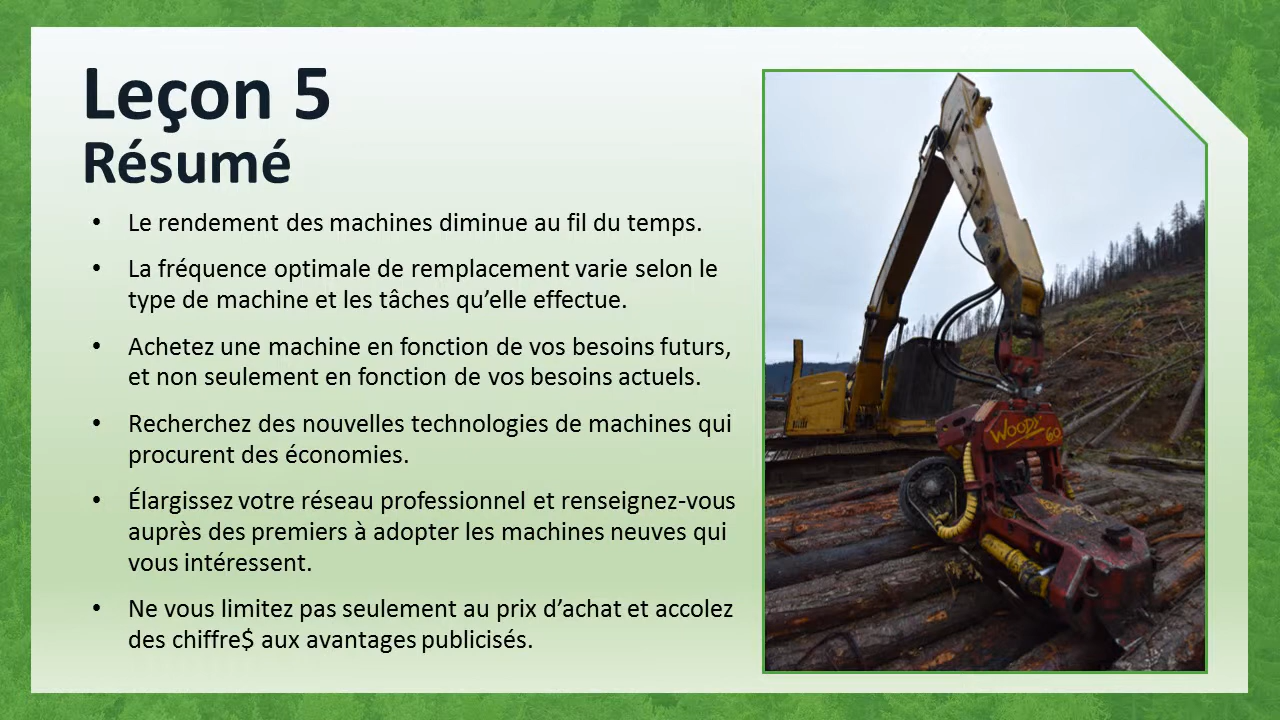 Leçon 5
Résumé
• Le rendement des machines diminue au fil du temps.
• La fréquence optimale de remplacement varie selon le
type de machine et les tâches qu’elle effectue.
• Achetez une machine en fonction de vos besoins futurs,
et non seulement en fonction de vos besoins actuels.
• Recherchez des nouvelles technologies de machines qui
procurent des économies.
• Élargissez votre réseau professionnel et renseignez-vous
auprès des premiers à adopter les machines neuves qui
vous intéressent.
• Ne vous limitez pas seulement au prix d’achat et accolez
des chiffre$ aux avantages publicisés.
WOODY
60